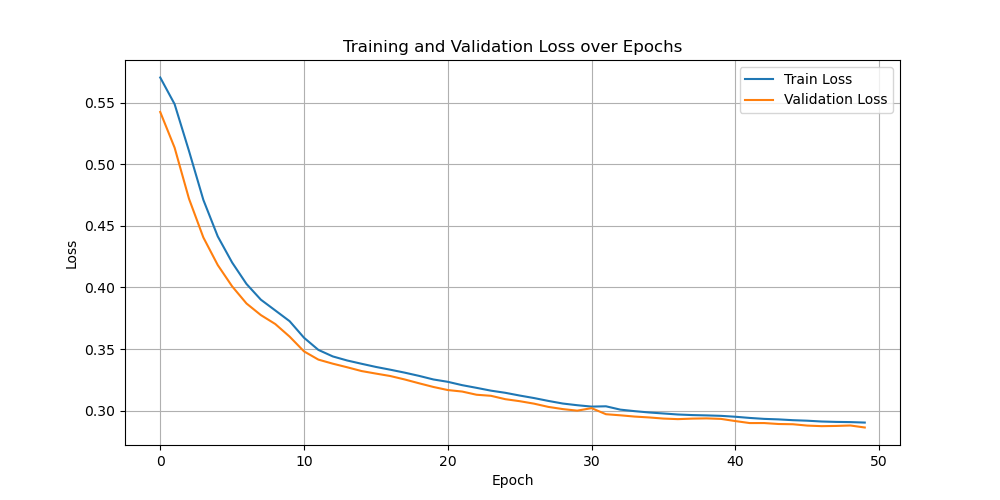 Training and Validation Loss over Epochs
Train Loss
Validation Loss
0.55
0.50
0.45
0.40
0.35
0.30
Loss
0 10 20 30 40 50
Epoch